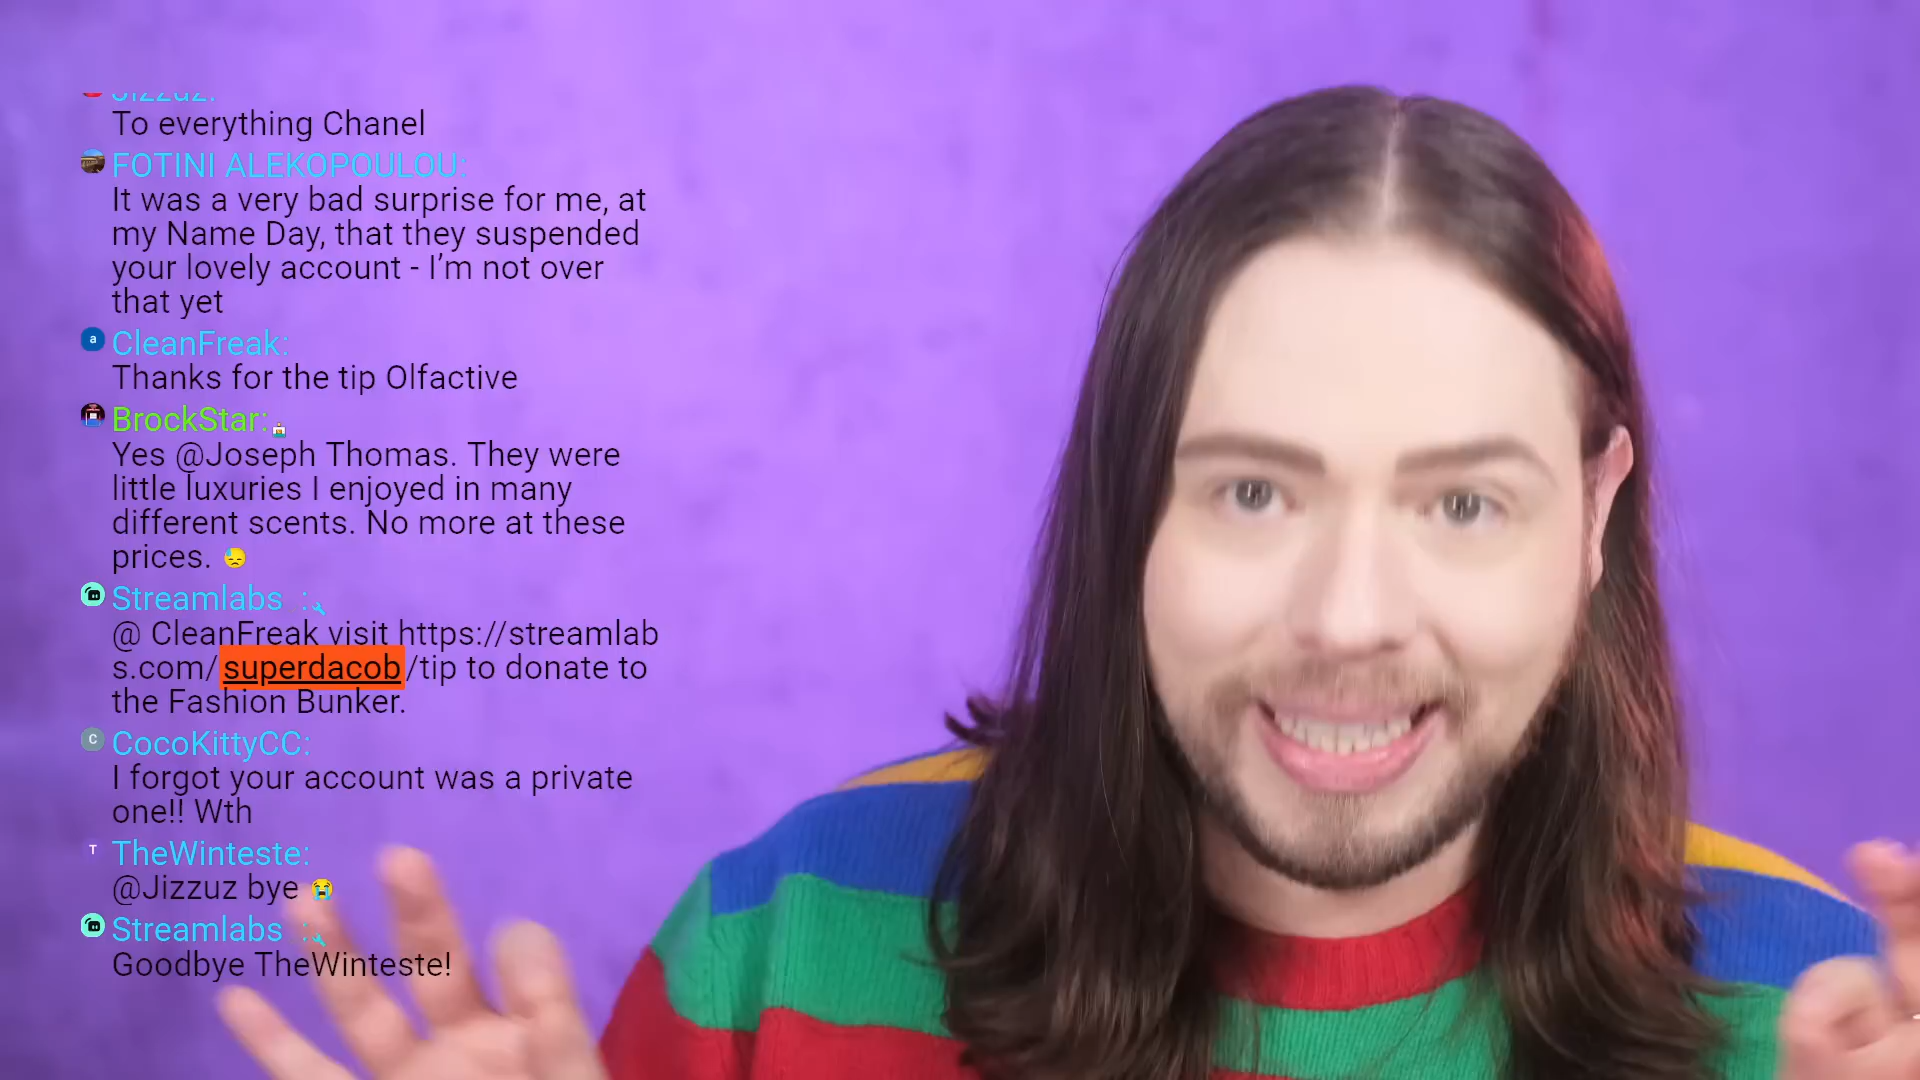 Jizzuz:
To everything Chanel
FOTINI ALEKOPOULOU:
It was a very bad surprise for me, at
my Name Day, that they suspended
your lovely account - I’m not over
that yet
a CleanFreak:
Thanks for the tip Olfactive
BrockStar:
Yes @Joseph Thomas. They were
little luxuries I enjoyed in many
different scents. No more at these
prices. 😓
Streamlabs :
@ CleanFreak visit https://streamlab
s.com/superdacob/tip to donate to
the Fashion Bunker.
C CocoKittyCC:
I forgot your account was a private
one!! Wth
T TheWinteste:
@Jizzuz bye 😭
Streamlabs :
Goodbye TheWinteste!